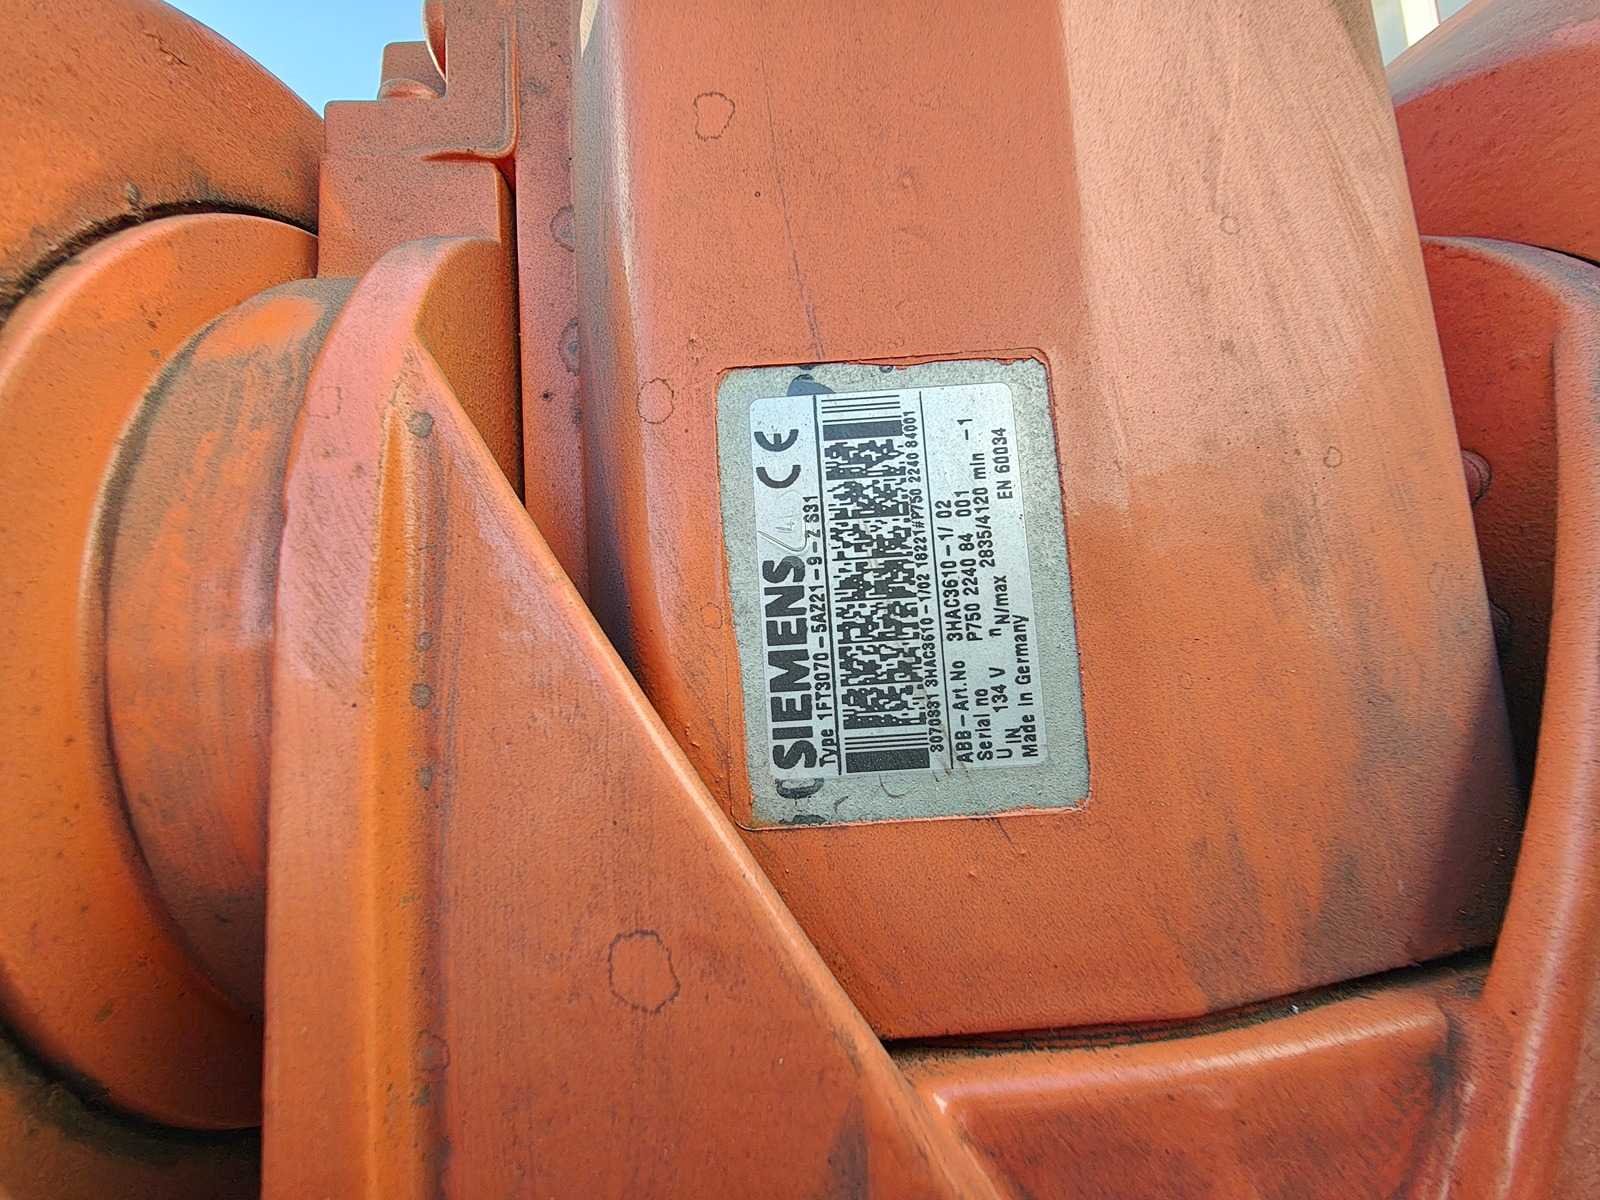 SIEMENS CE
Type 1FT3070-5AZ21-9-Z S31
3070331 3HAC3610-1/02 18221#P750 2240 84001
ABB-Art.No 3HAC3610-1/ 02
Serial no P750 2240 84 001
U IN 134 V nN/max 2835/4120 min -1
Made in Germany EN 60034